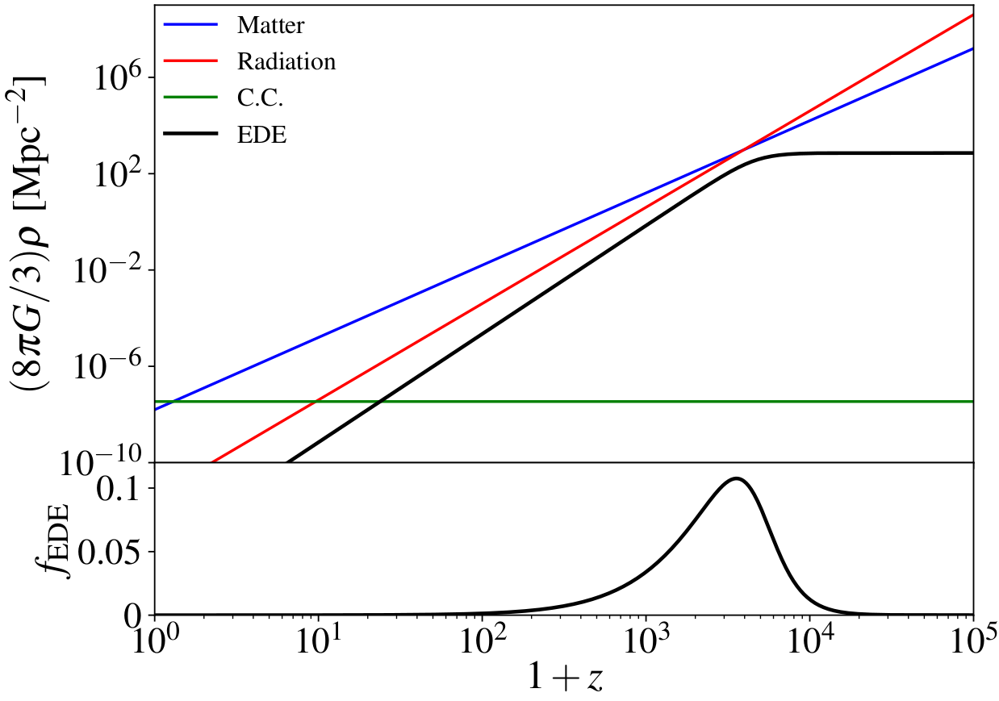 Matter
Radiation
C.C.
EDE
(8πG/3)ρ [Mpc⁻²]
10⁶
10²
10⁻²
10⁻⁶
10⁻¹⁰
f_EDE
0.1
0.05
0
10⁰ 10¹ 10² 10³ 10⁴ 10⁵
1 + z